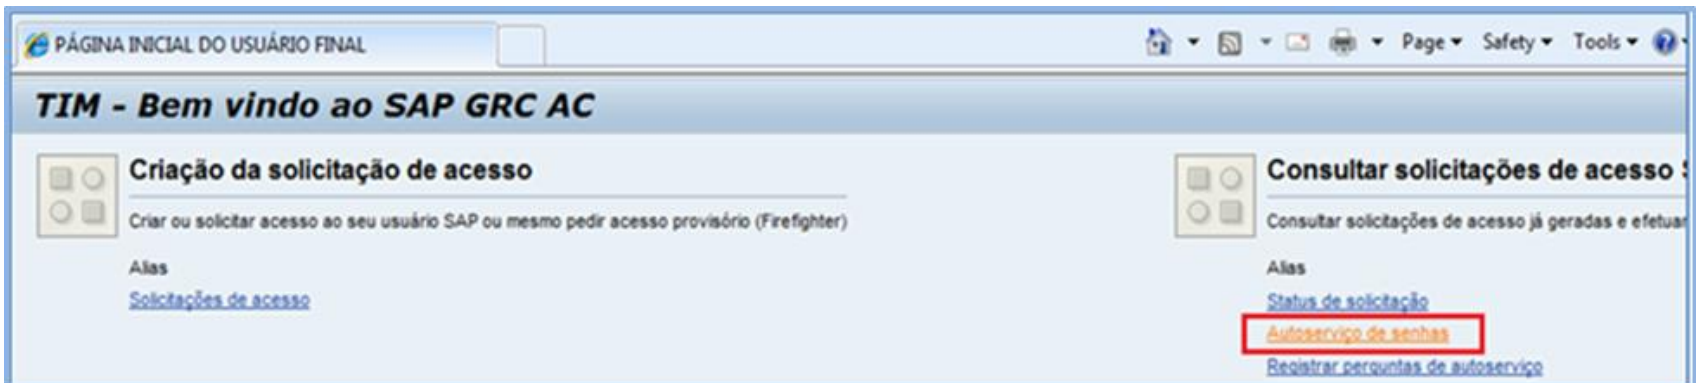 PÁGINA INICIAL DO USUÁRIO FINAL
Page Safety Tools
TIM - Bem vindo ao SAP GRC AC
Criação da solicitação de acesso
Criar ou solicitar acesso ao seu usuário SAP ou mesmo pedir acesso provisório (Firefighter)
Alias
Solicitações de acesso
Consultar solicitações de acesso
Consultar solicitações de acesso já geradas e efetuar
Alias
Status de solicitação
Autoserviço de senhas
Registrar perguntas de autoserviço